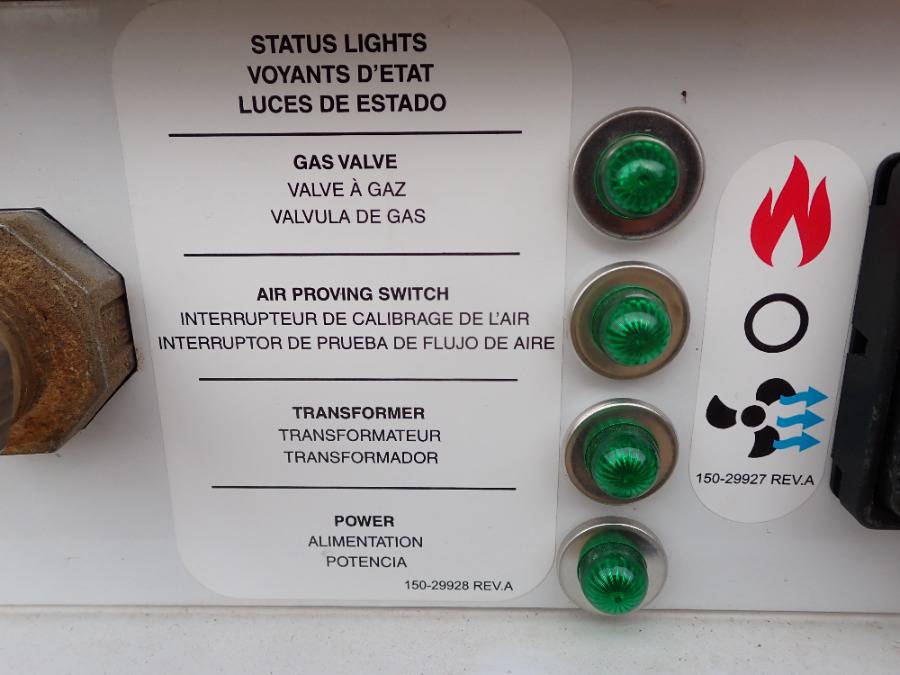 STATUS LIGHTS
VOYANTS D'ETAT
LUCES DE ESTADO
GAS VALVE
VALVE À GAZ
VALVULA DE GAS
AIR PROVING SWITCH
INTERRUPTEUR DE CALIBRAGE DE L'AIR
INTERRUPTOR DE PRUEBA DE FLUJO DE AIRE
TRANSFORMER
TRANSFORMATEUR
TRANSFORMADOR
POWER
ALIMENTATION
POTENCIA
150-29928 REV.A
150-29927 REV.A